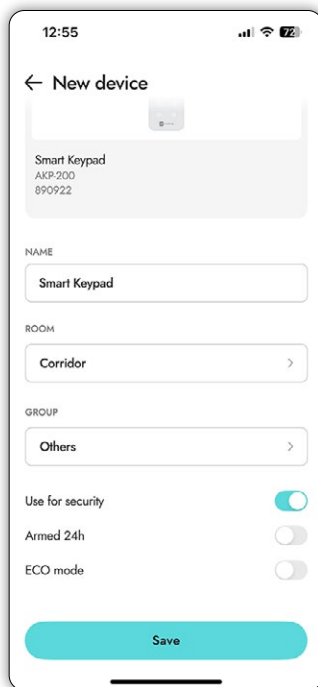 12:55
72
← New device
Smart Keypad
AKP-200
890922
NAME
Smart Keypad
ROOM
Corridor
GROUP
Others
Use for security
Armed 24h
ECO mode
Save